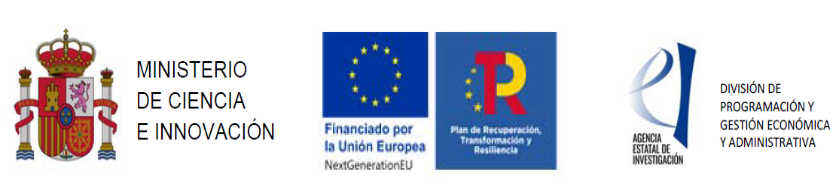 MINISTERIO
DE CIENCIA
E INNOVACIÓN
Financiado por
la Unión Europea
NextGenerationEU
Plan de Recuperación,
Transformación y
Resiliencia
AGENCIA
ESTATAL DE
INVESTIGACIÓN
DIVISIÓN DE
PROGRAMACIÓN Y
GESTIÓN ECONÓMICA
Y ADMINISTRATIVA